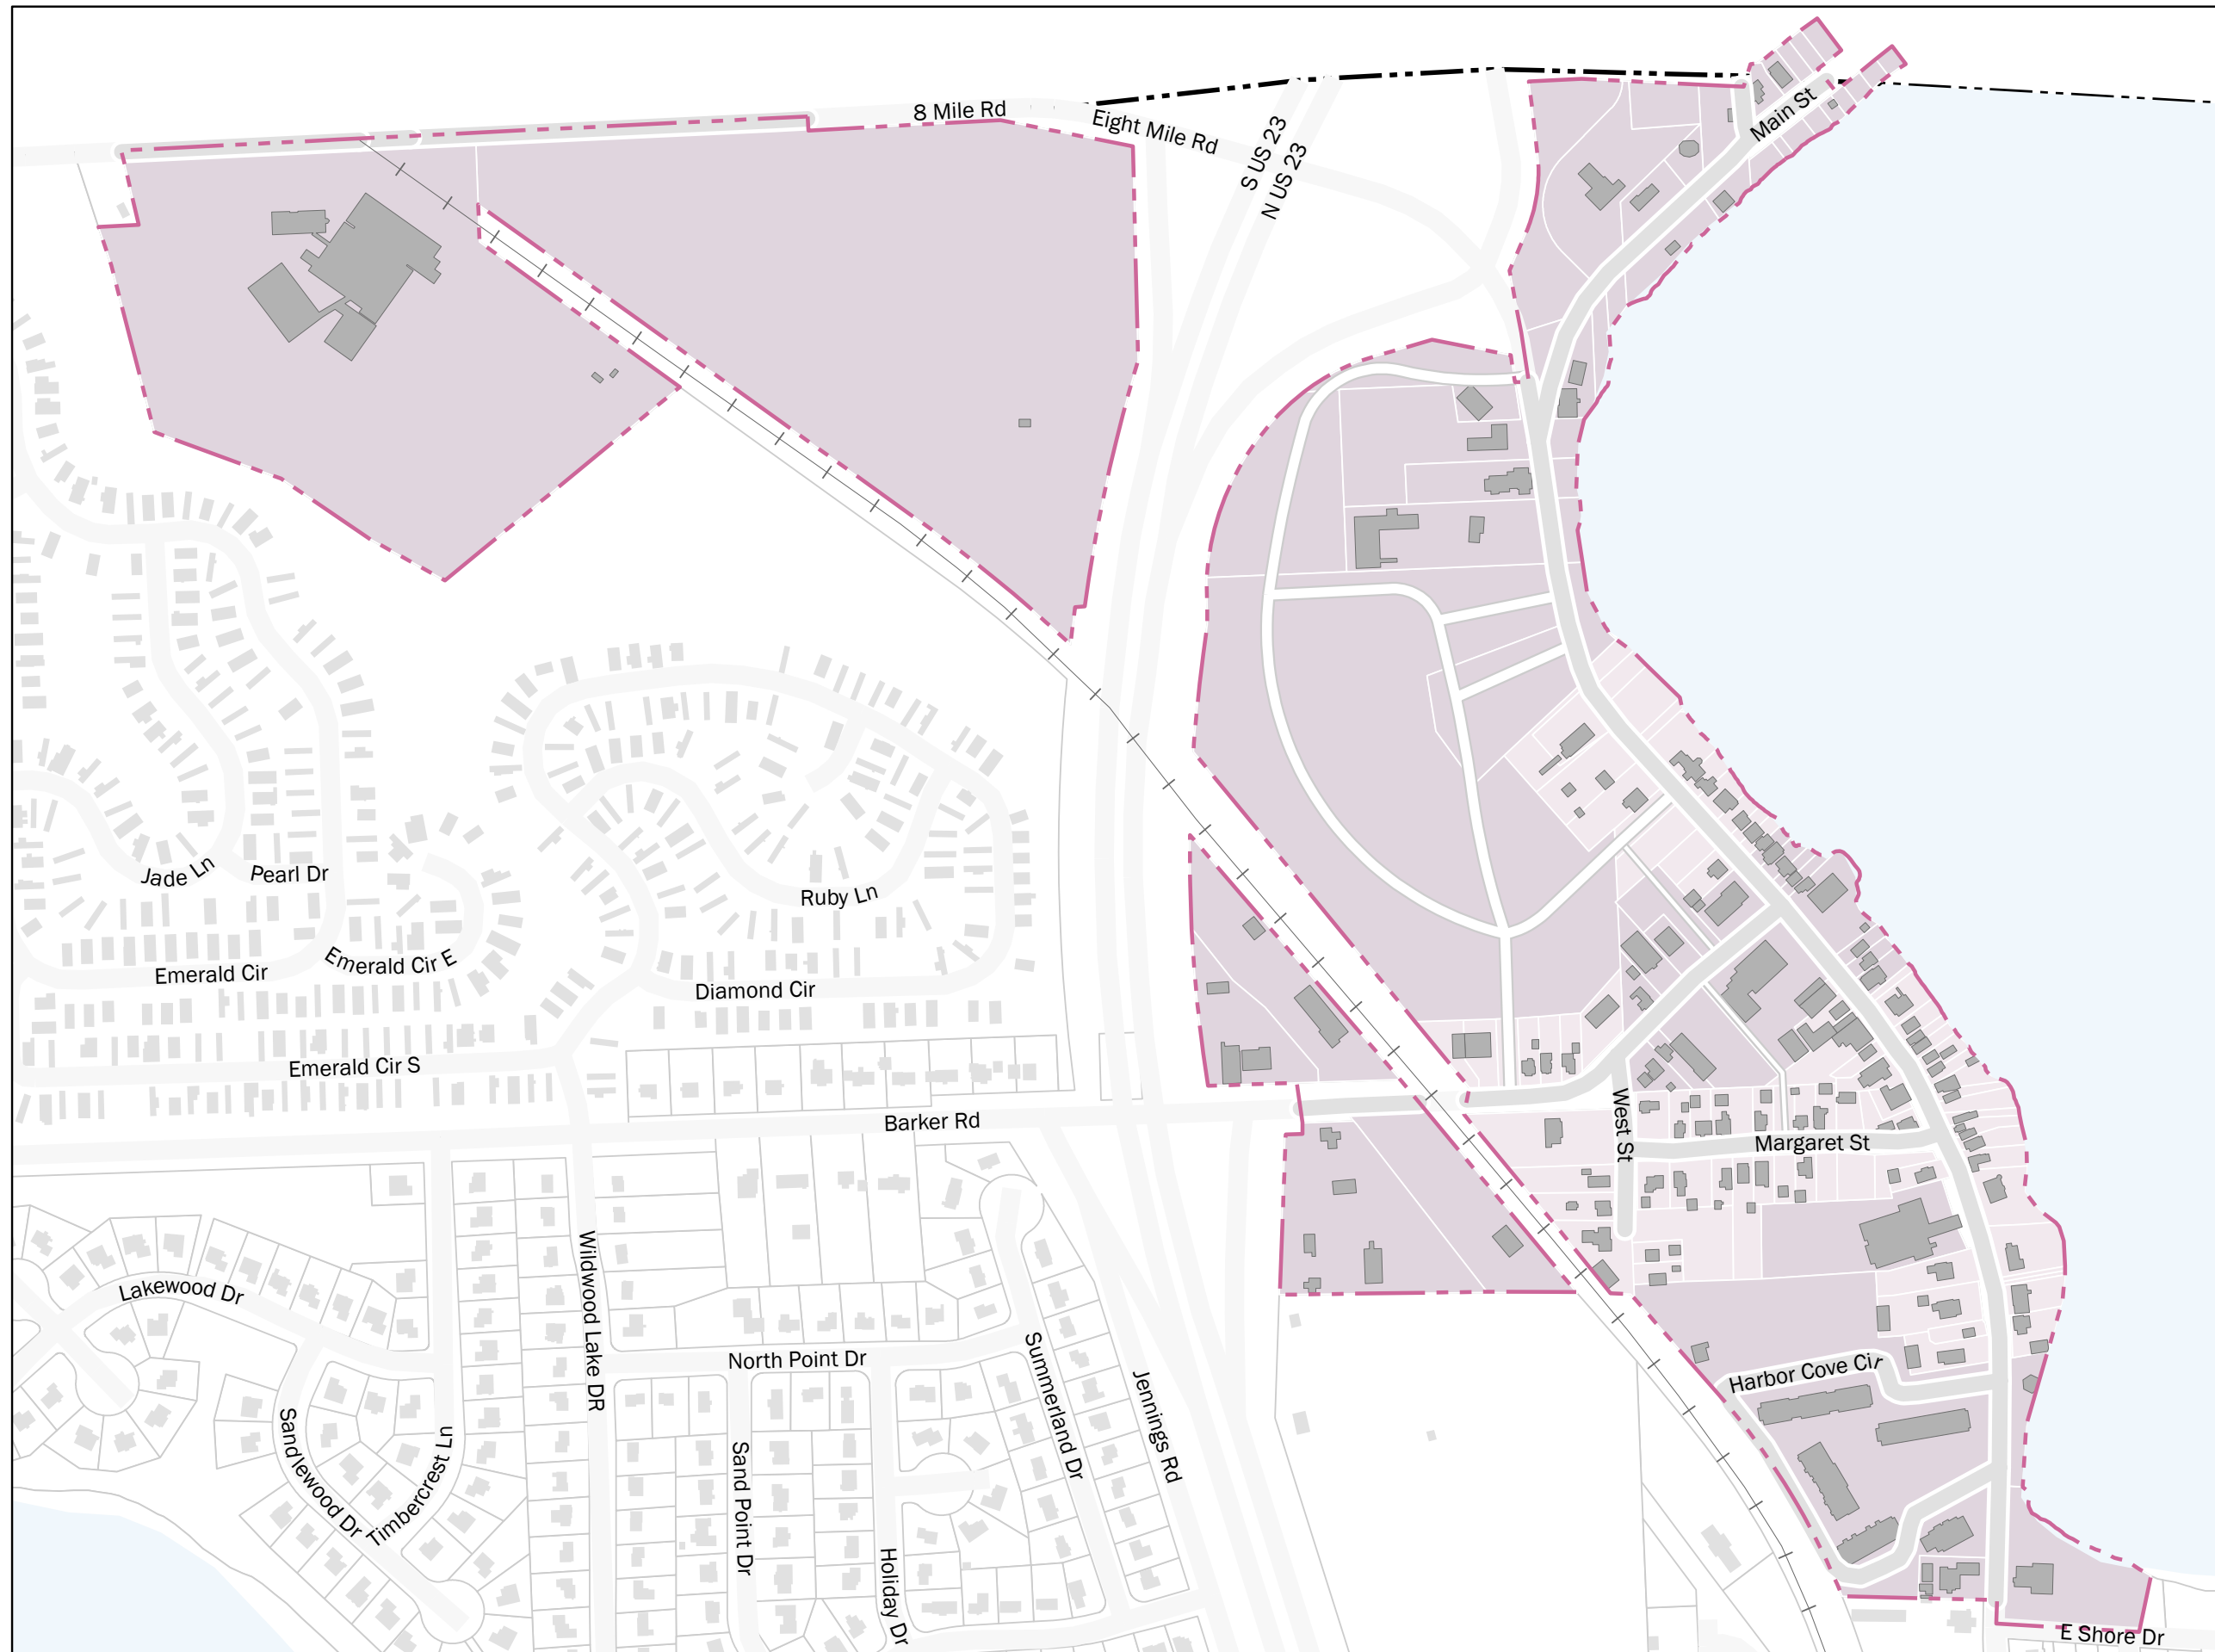 8 Mile Rd
Eight Mile Rd
S US 23
N US 23
Main St
Jade Ln
Pearl Dr
Ruby Ln
Emerald Cir
Emerald Cir E
Diamond Cir
Emerald Cir S
Barker Rd
West St
Margaret St
Lakewood Dr
Wildwood Lake DR
North Point Dr
Summerland Dr
Jennings Rd
Harbor Cove Cir
Sandlewood Dr
Timbercrest Ln
Sand Point Dr
Holiday Dr
E Shore Dr